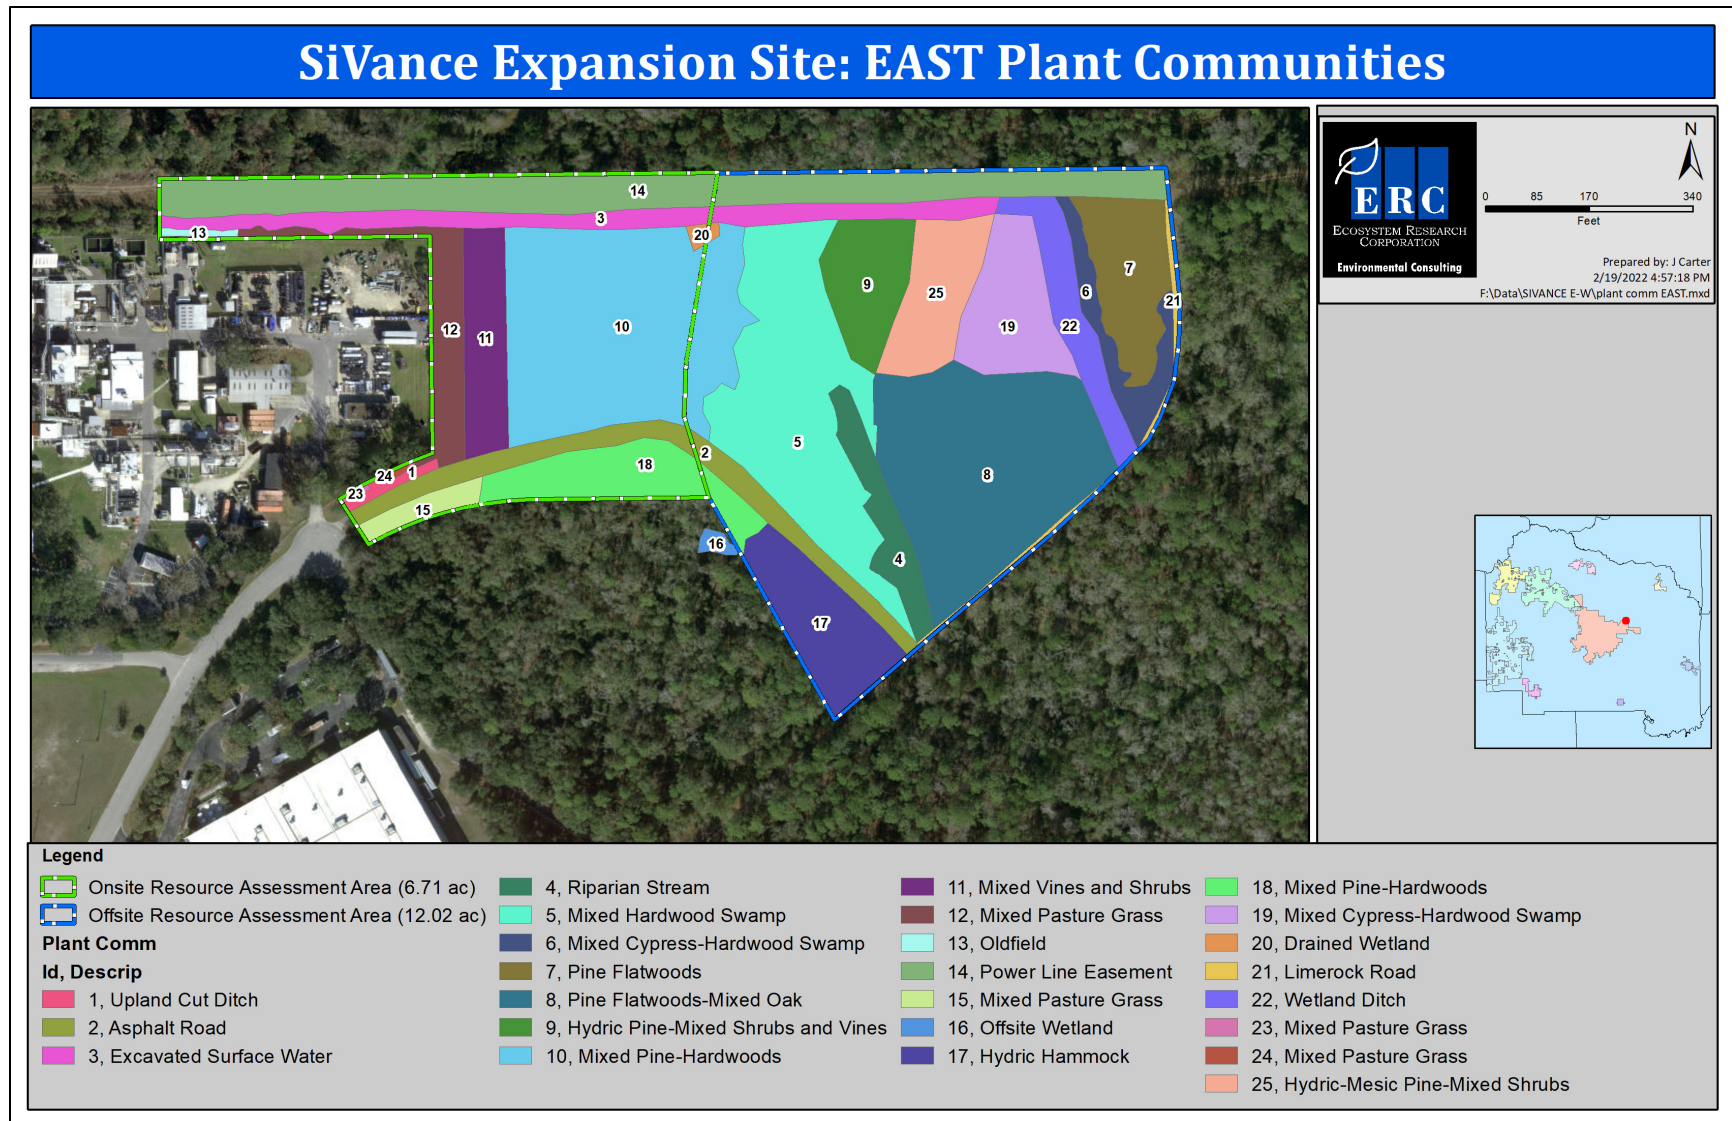 SiVance Expansion Site: EAST Plant Communities
14
3
13
20
7
9
6
25
21
12
11
10
19
22
5
2
18
24
1
8
23
15
16
4
17
ERC
ECOSYSTEM RESEARCH
CORPORATION
Environmental Consulting
N
0 85 170 340
Feet
Prepared by: J Carter
2/19/2022 4:57:18 PM
F:\Data\SIVANCE E-W\plant comm EAST.mxd
Legend
Onsite Resource Assessment Area (6.71 ac)
Offsite Resource Assessment Area (12.02 ac)
Plant Comm
Id, Descrip
1, Upland Cut Ditch
2, Asphalt Road
3, Excavated Surface Water
4, Riparian Stream
5, Mixed Hardwood Swamp
6, Mixed Cypress-Hardwood Swamp
7, Pine Flatwoods
8, Pine Flatwoods-Mixed Oak
9, Hydric Pine-Mixed Shrubs and Vines
10, Mixed Pine-Hardwoods
11, Mixed Vines and Shrubs
12, Mixed Pasture Grass
13, Oldfield
14, Power Line Easement
15, Mixed Pasture Grass
16, Offsite Wetland
17, Hydric Hammock
18, Mixed Pine-Hardwoods
19, Mixed Cypress-Hardwood Swamp
20, Drained Wetland
21, Limerock Road
22, Wetland Ditch
23, Mixed Pasture Grass
24, Mixed Pasture Grass
25, Hydric-Mesic Pine-Mixed Shrubs